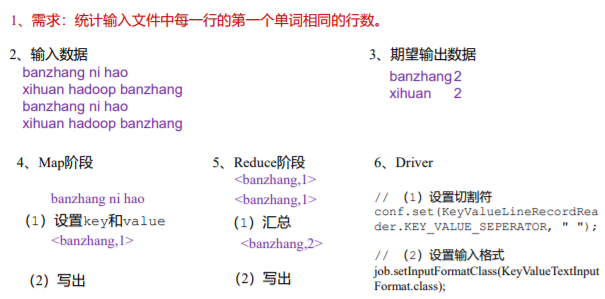 1、需求：统计输入文件中每一行的第一个单词相同的行数。
2、输入数据
banzhang ni hao
xihuan hadoop banzhang
banzhang ni hao
xihuan hadoop banzhang
3、期望输出数据
banzhang 2
xihuan 2
4、Map阶段
banzhang ni hao
（1）设置key和value
<banzhang,1>
（2）写出
5、Reduce阶段
<banzhang,1>
<banzhang,1>
（1）汇总
<banzhang,2>
（2）写出
6、Driver
// （1）设置切割符
conf.set(KeyValueLineRecordRea
der.KEY_VALUE_SEPERATOR, " ");
// （2）设置输入格式
job.setInputFormatClass(KeyValueTextInput
Format.class);